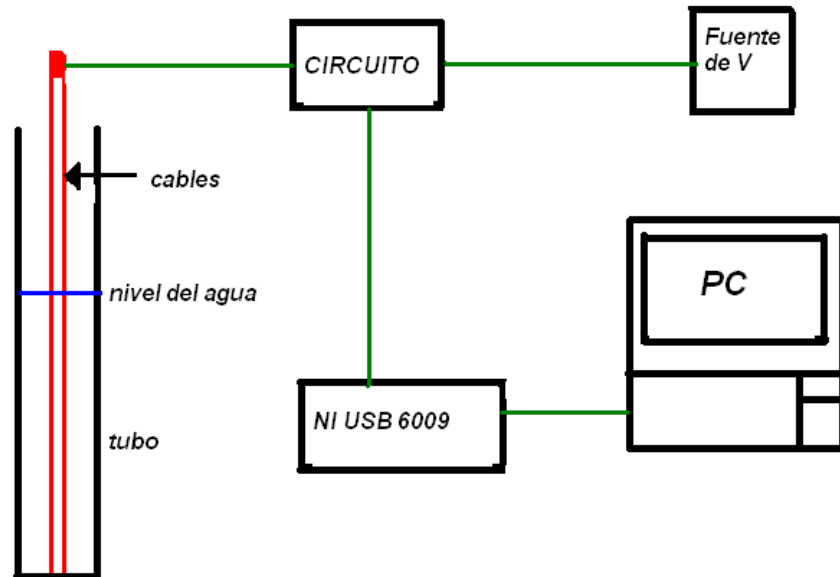 CIRCUITO
Fuente
de V
cables
nivel del agua
PC
NI USB 6009
tubo